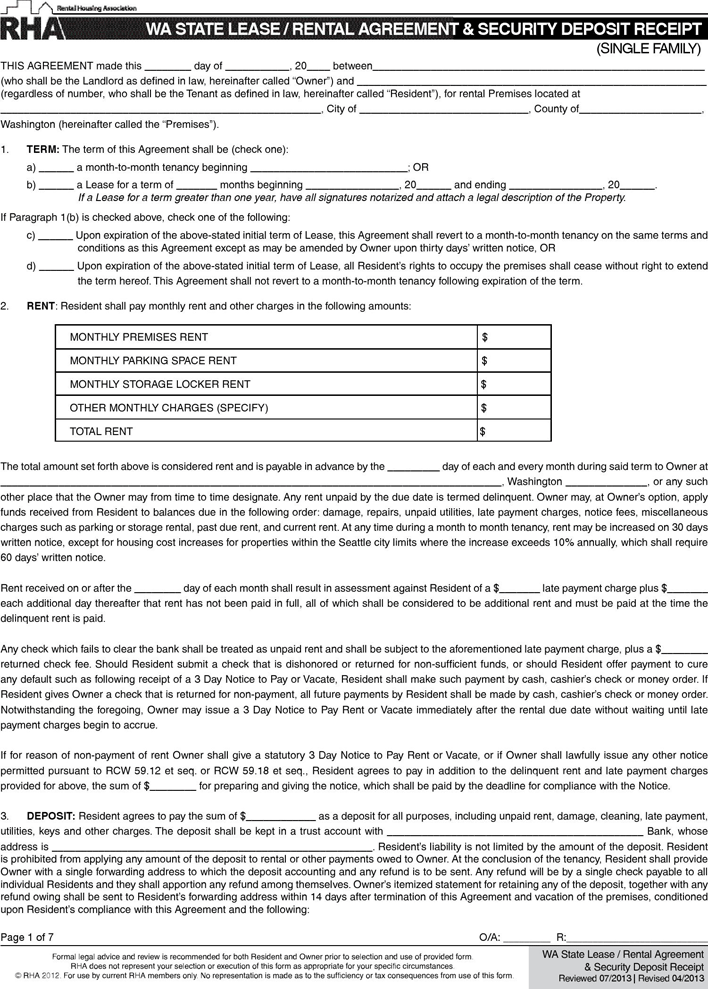 Rental Housing Association
RHA WA STATE LEASE / RENTAL AGREEMENT & SECURITY DEPOSIT RECEIPT
(SINGLE FAMILY)
THIS AGREEMENT made this ________ day of ___________, 20____ between___________
(who shall be the Landlord as defined in law, hereinafter called “Owner”) and ___________
(regardless of number, who shall be the Tenant as defined in law, hereinafter called “Resident”), for rental Premises located at
___________, City of ___________, County of___________,
Washington (hereinafter called the “Premises”).
1. TERM: The term of this Agreement shall be (check one):
a) ______ a month-to-month tenancy beginning ___________; OR
b) ______ a Lease for a term of _______ months beginning ___________, 20______ and ending ___________, 20______.
If a Lease for a term greater than one year, have all signatures notarized and attach a legal description of the Property.
If Paragraph 1(b) is checked above, check one of the following:
c) ______ Upon expiration of the above-stated initial term of Lease, this Agreement shall revert to a month-to-month tenancy on the same terms and
conditions as this Agreement except as may be amended by Owner upon thirty days’ written notice, OR
d) ______ Upon expiration of the above-stated initial term of Lease, all Resident’s rights to occupy the premises shall cease without right to extend
the term hereof. This Agreement shall not revert to a month-to-month tenancy following expiration of the term.
2. RENT: Resident shall pay monthly rent and other charges in the following amounts:
MONTHLY PREMISES RENT $
MONTHLY PARKING SPACE RENT $
MONTHLY STORAGE LOCKER RENT $
OTHER MONTHLY CHARGES (SPECIFY) $
TOTAL RENT $
The total amount set forth above is considered rent and is payable in advance by the _________ day of each and every month during said term to Owner at
___________, Washington ______________, or any such
other place that the Owner may from time to time designate. Any rent unpaid by the due date is termed delinquent. Owner may, at Owner’s option, apply
funds received from Resident to balances due in the following order: damage, repairs, unpaid utilities, late payment charges, notice fees, miscellaneous
charges such as parking or storage rental, past due rent, and current rent. At any time during a month to month tenancy, rent may be increased on 30 days
written notice, except for housing cost increases for properties within the Seattle city limits where the increase exceeds 10% annually, which shall require
60 days’ written notice.
Rent received on or after the ________ day of each month shall result in assessment against Resident of a $_______ late payment charge plus $_______
each additional day thereafter that rent has not been paid in full, all of which shall be considered to be additional rent and must be paid at the time the
delinquent rent is paid.
Any check which fails to clear the bank shall be treated as unpaid rent and shall be subject to the aforementioned late payment charge, plus a $________
returned check fee. Should Resident submit a check that is dishonored or returned for non-sufficient funds, or should Resident offer payment to cure
any default such as following receipt of a 3 Day Notice to Pay or Vacate, Resident shall make such payment by cash, cashier’s check or money order. If
Resident gives Owner a check that is returned for non-payment, all future payments by Resident shall be made by cash, cashier’s check or money order.
Notwithstanding the foregoing, Owner may issue a 3 Day Notice to Pay Rent or Vacate immediately after the rental due date without waiting until late
payment charges begin to accrue.
If for reason of non-payment of rent Owner shall give a statutory 3 Day Notice to Pay Rent or Vacate, or if Owner shall lawfully issue any other notice
permitted pursuant to RCW 59.12 et seq. or RCW 59.18 et seq., Resident agrees to pay in addition to the delinquent rent and late payment charges
provided for above, the sum of $________ for preparing and giving the notice, which shall be paid by the deadline for compliance with the Notice.
3. DEPOSIT: Resident agrees to pay the sum of $____________ as a deposit for all purposes, including unpaid rent, damage, cleaning, late payment,
utilities, keys and other charges. The deposit shall be kept in a trust account with ___________ Bank, whose
address is ___________. Resident’s liability is not limited by the amount of the deposit. Resident
is prohibited from applying any amount of the deposit to rental or other payments owed to Owner. At the conclusion of the tenancy, Resident shall provide
Owner with a single forwarding address to which the deposit accounting and any refund is to be sent. Any refund will be by a single check payable to all
individual Residents and they shall apportion any refund among themselves. Owner’s itemized statement for retaining any of the deposit, together with any
refund owing shall be sent to Resident’s forwarding address within 14 days after termination of this Agreement and vacation of the premises, conditioned
upon Resident’s compliance with this Agreement and the following:
Page 1 of 7 O/A: ________ R:___________
Formal legal advice and review is recommended for both Resident and Owner prior to selection and use of provided form.
RHA does not represent your selection or execution of this form as appropriate for your specific circumstances.
© RHA 2012. For use by current RHA members only. No representation is made as to the sufficiency or tax consequences from use of this form.
WA State Lease / Rental Agreement
& Security Deposit Receipt
Reviewed 07/2013 | Revised 04/2013